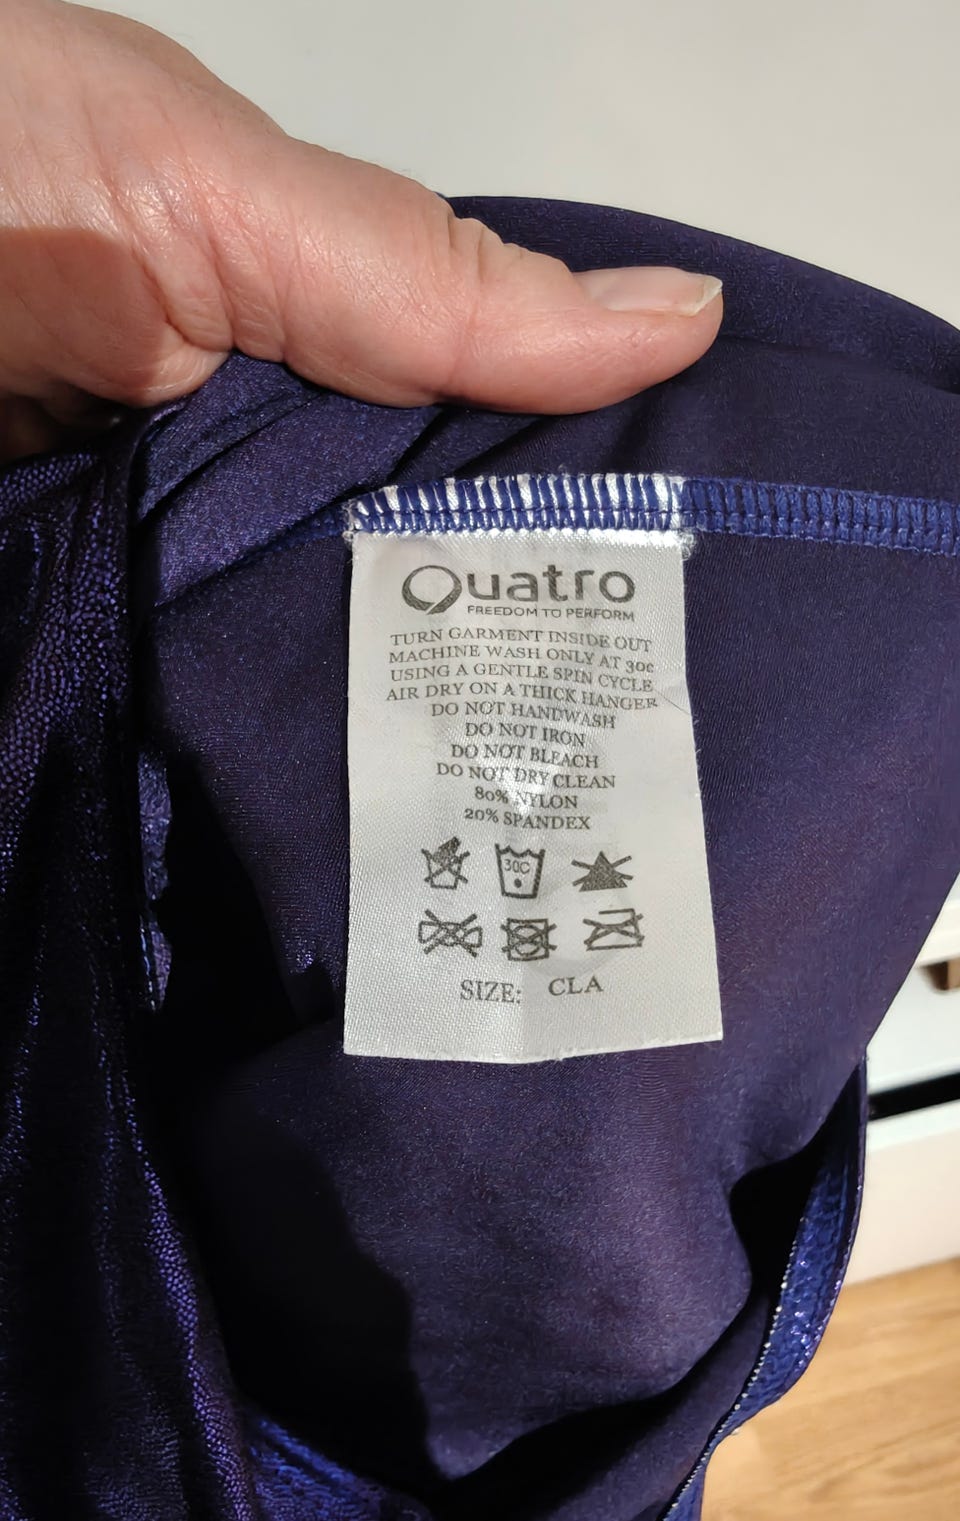 Quatro
FREEDOM TO PERFORM
TURN GARMENT INSIDE OUT
MACHINE WASH ONLY AT 30c
USING A GENTLE SPIN CYCLE
AIR DRY ON A THICK HANGER
DO NOT HANDWASH
DO NOT IRON
DO NOT BLEACH
DO NOT DRY CLEAN
80% NYLON
20% SPANDEX
30C
SIZE: CLA